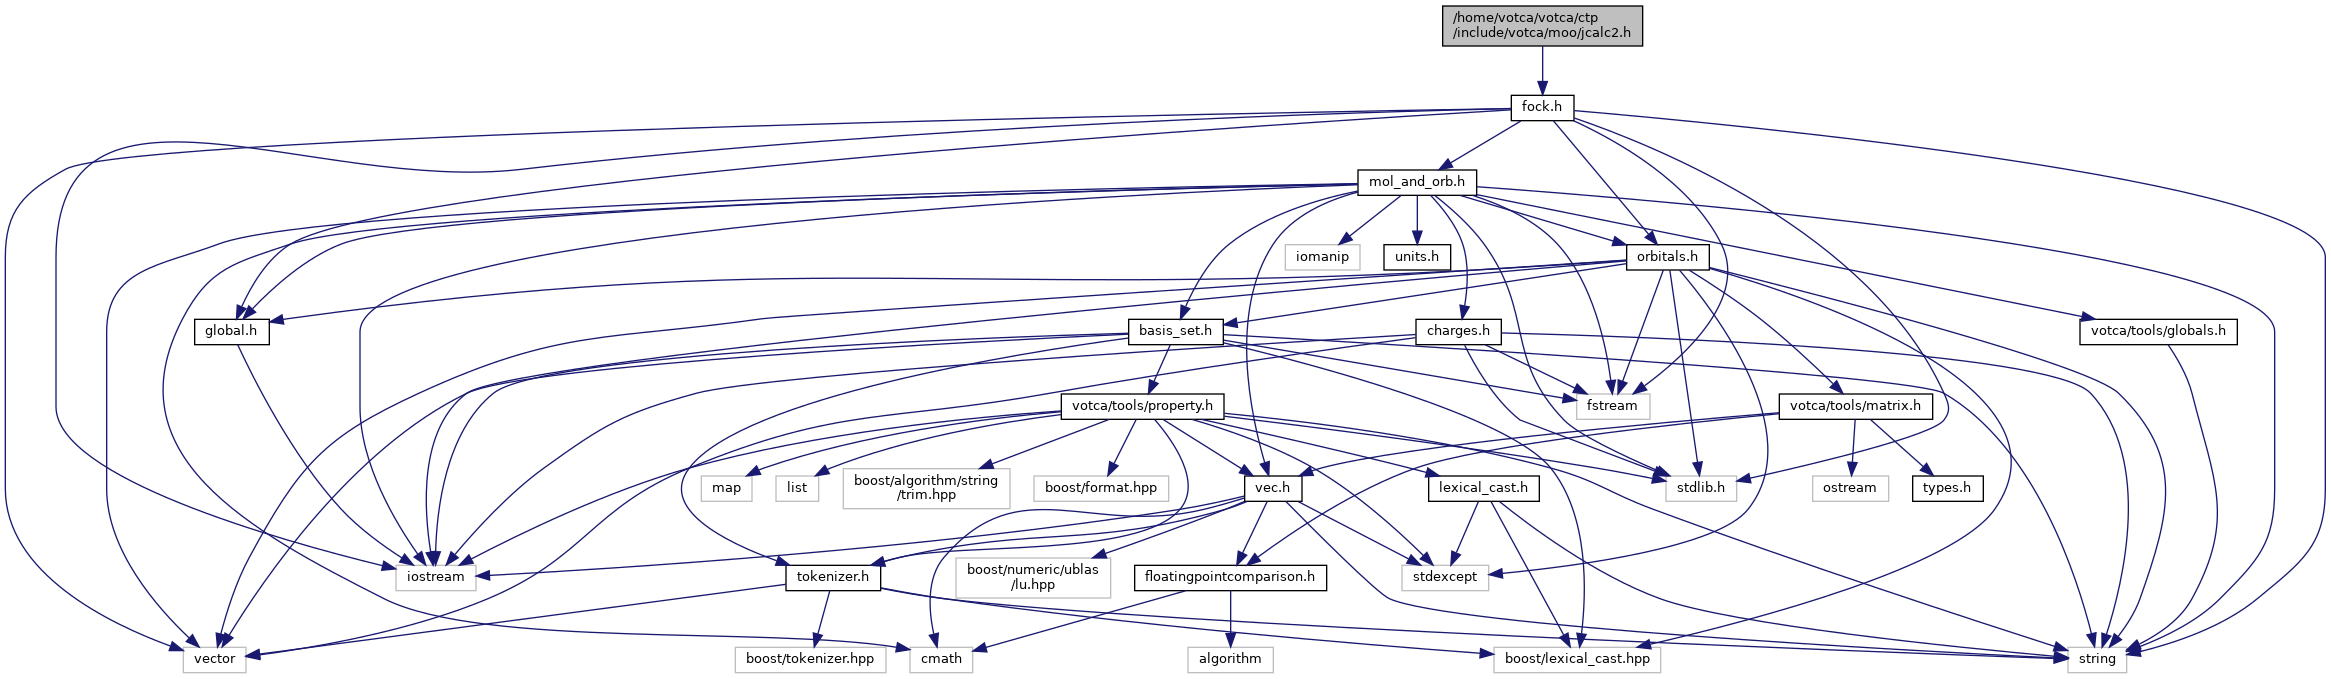 /home/votca/votca/ctp
/include/votca/moo/jcalc2.h
fock.h
mol_and_orb.h
iomanip
units.h
orbitals.h
global.h
basis_set.h
charges.h
votca/tools/globals.h
votca/tools/property.h
fstream
votca/tools/matrix.h
map
list
boost/algorithm/string
/trim.hpp
boost/format.hpp
vec.h
lexical_cast.h
stdlib.h
ostream
types.h
iostream
tokenizer.h
boost/numeric/ublas
/lu.hpp
floatingpointcomparison.h
stdexcept
vector
boost/tokenizer.hpp
cmath
algorithm
boost/lexical_cast.hpp
string